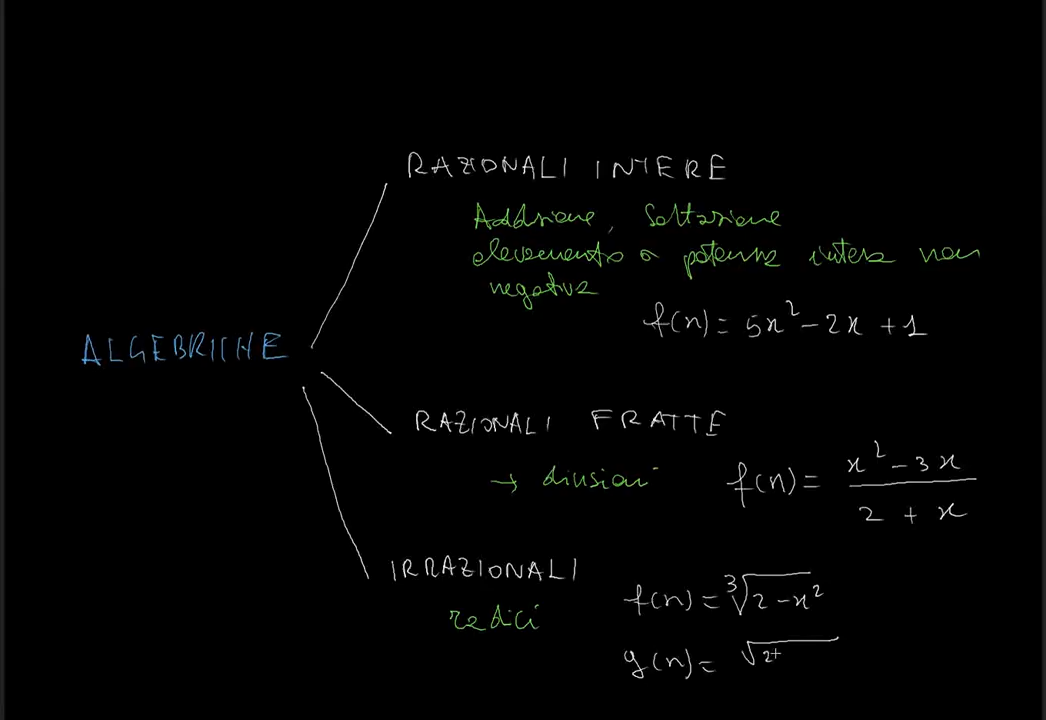 RAZIONALI INTERE
Addizione, Sottrazione
elevamento a potenza intera non
negativa
f(x) = 5x² - 2x + 1
ALGEBRICHE
RAZIONALI FRATTE
→ divisioni f(x) = \frac{x² - 3x}{2 + x}
IRRAZIONALI
radici
f(x) = ∛(2 - x²)
g(x) = √(2+